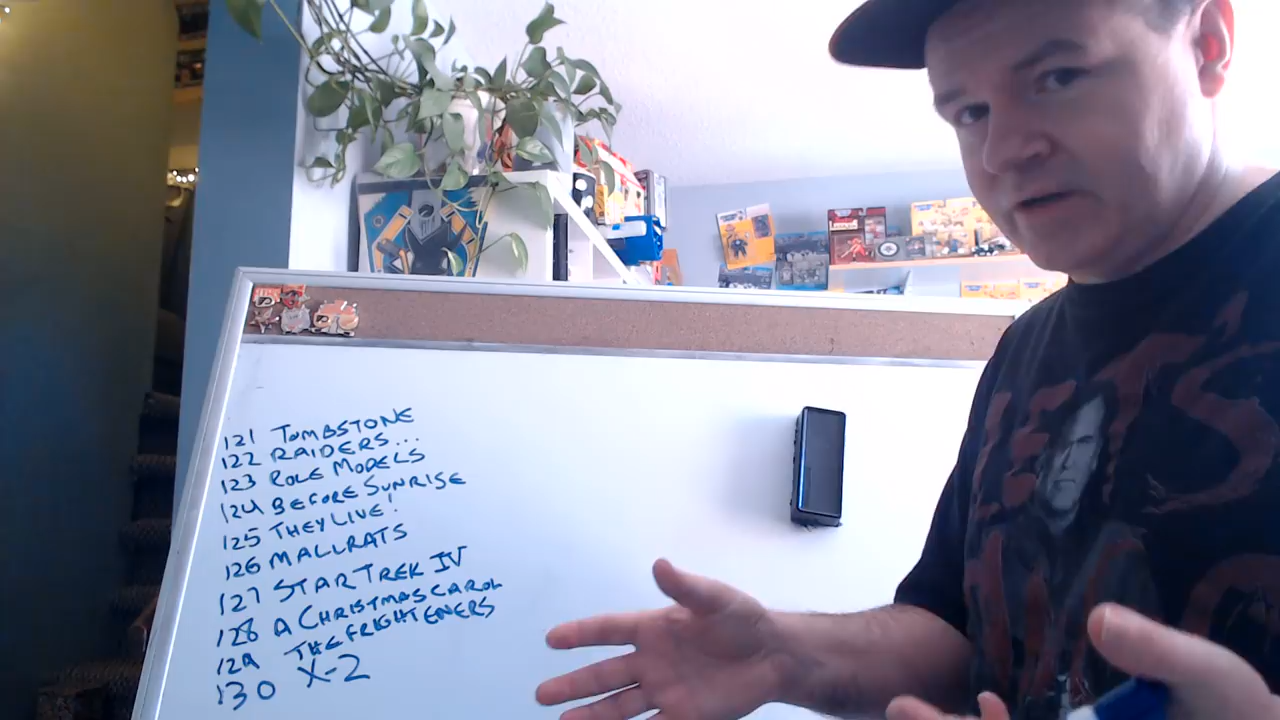 121 TOMBSTONE
122 RAIDERS...
123 ROLE MODELS
124 BEFORE SUNRISE
125 THEY LIVE!
126 MALLRATS
127 STAR TREK IV
128 A CHRISTMAS CAROL
129 THE FRIGHTENERS
130 X-2
LET'S